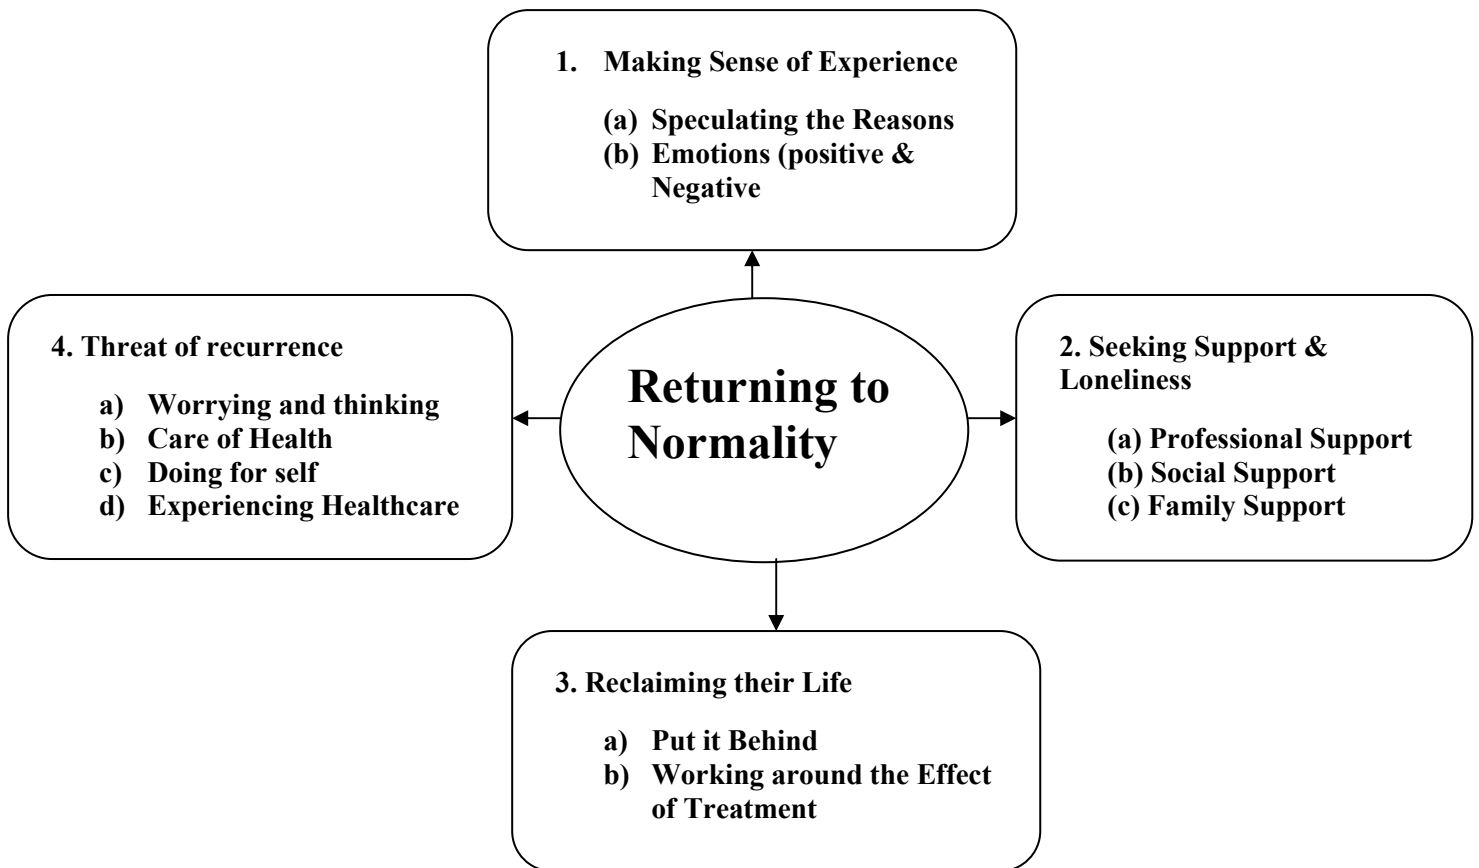 1. Making Sense of Experience
(a) Speculating the Reasons
(b) Emotions (positive &
Negative
4. Threat of recurrence
a) Worrying and thinking
b) Care of Health
c) Doing for self
d) Experiencing Healthcare
Returning to
Normality
2. Seeking Support &
Loneliness
(a) Professional Support
(b) Social Support
(c) Family Support
3. Reclaiming their Life
a) Put it Behind
b) Working around the Effect
of Treatment